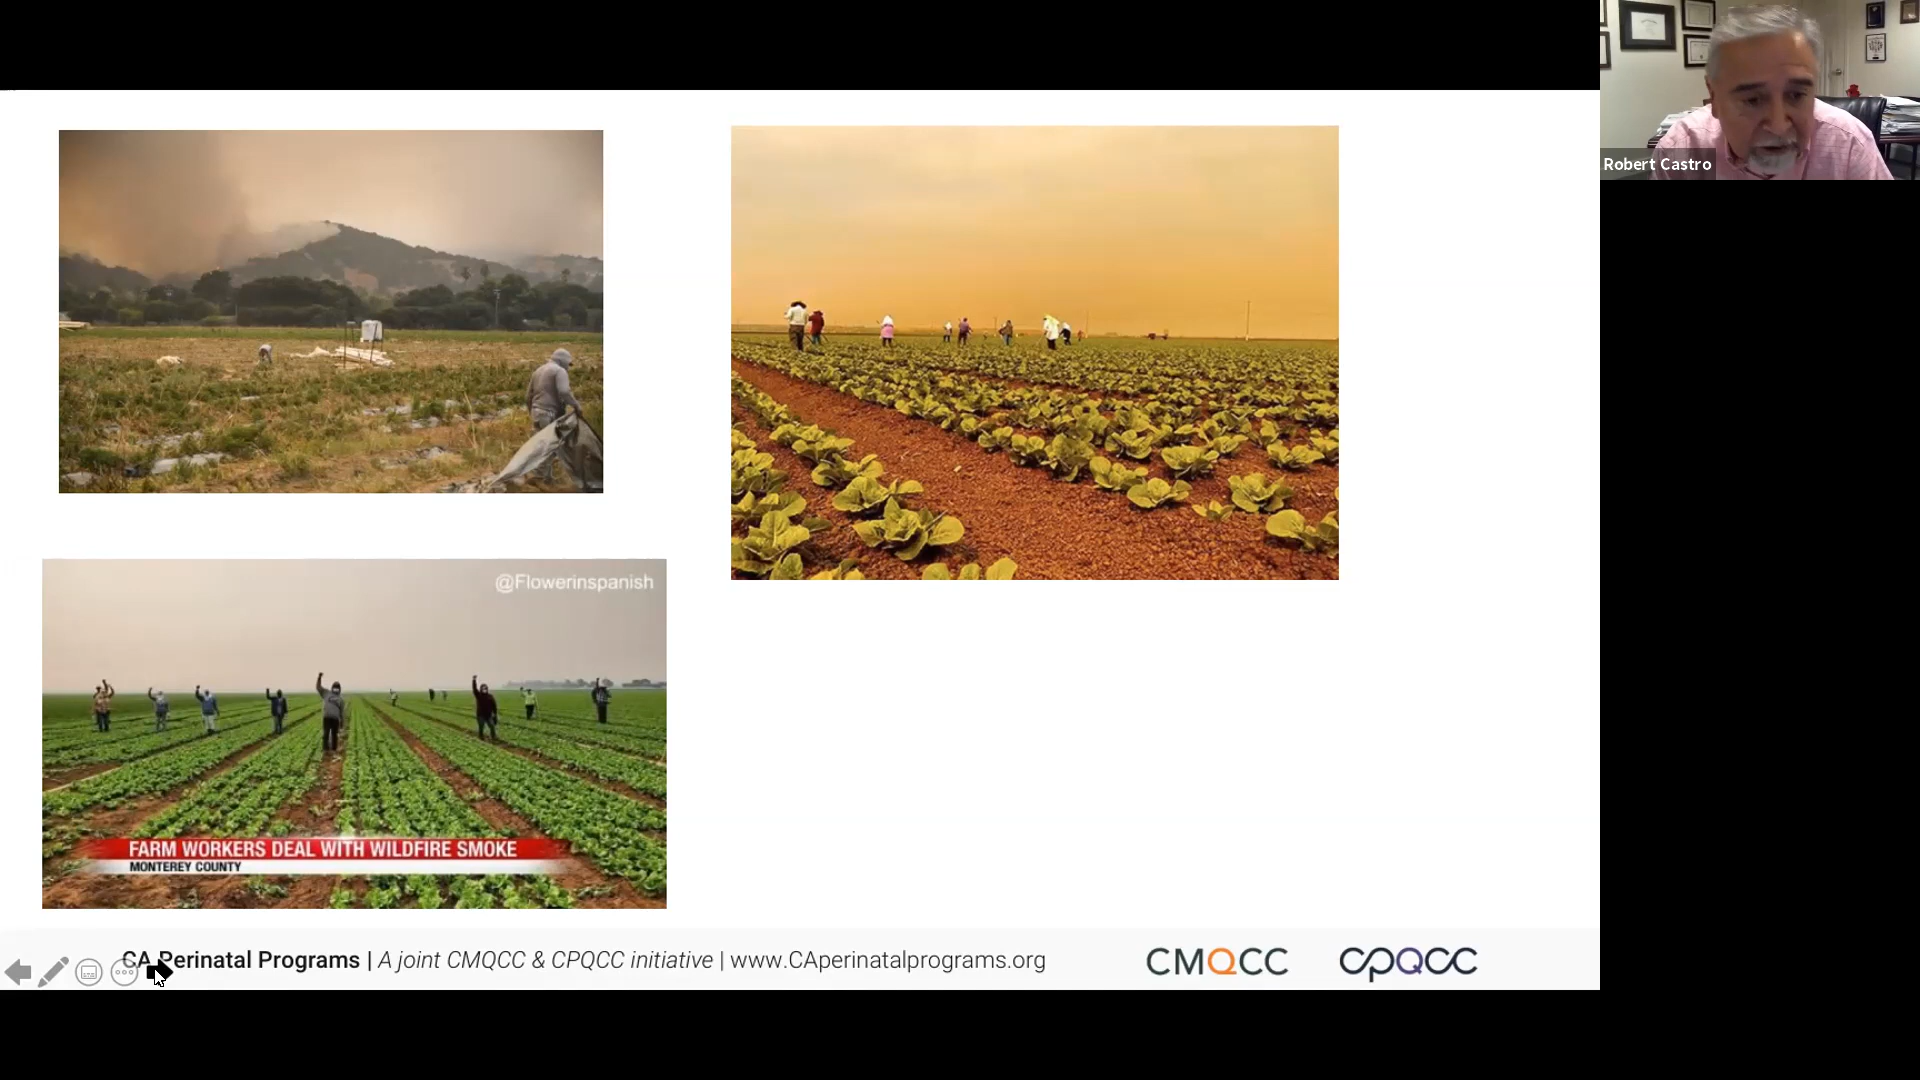 Robert Castro
@Flowerinspanish
FARM WORKERS DEAL WITH WILDFIRE SMOKE
MONTEREY COUNTY
CA Perinatal Programs | A joint CMQCC & CPQCC initiative | www.CAperinatalprograms.org
CMQCC
CPQCC